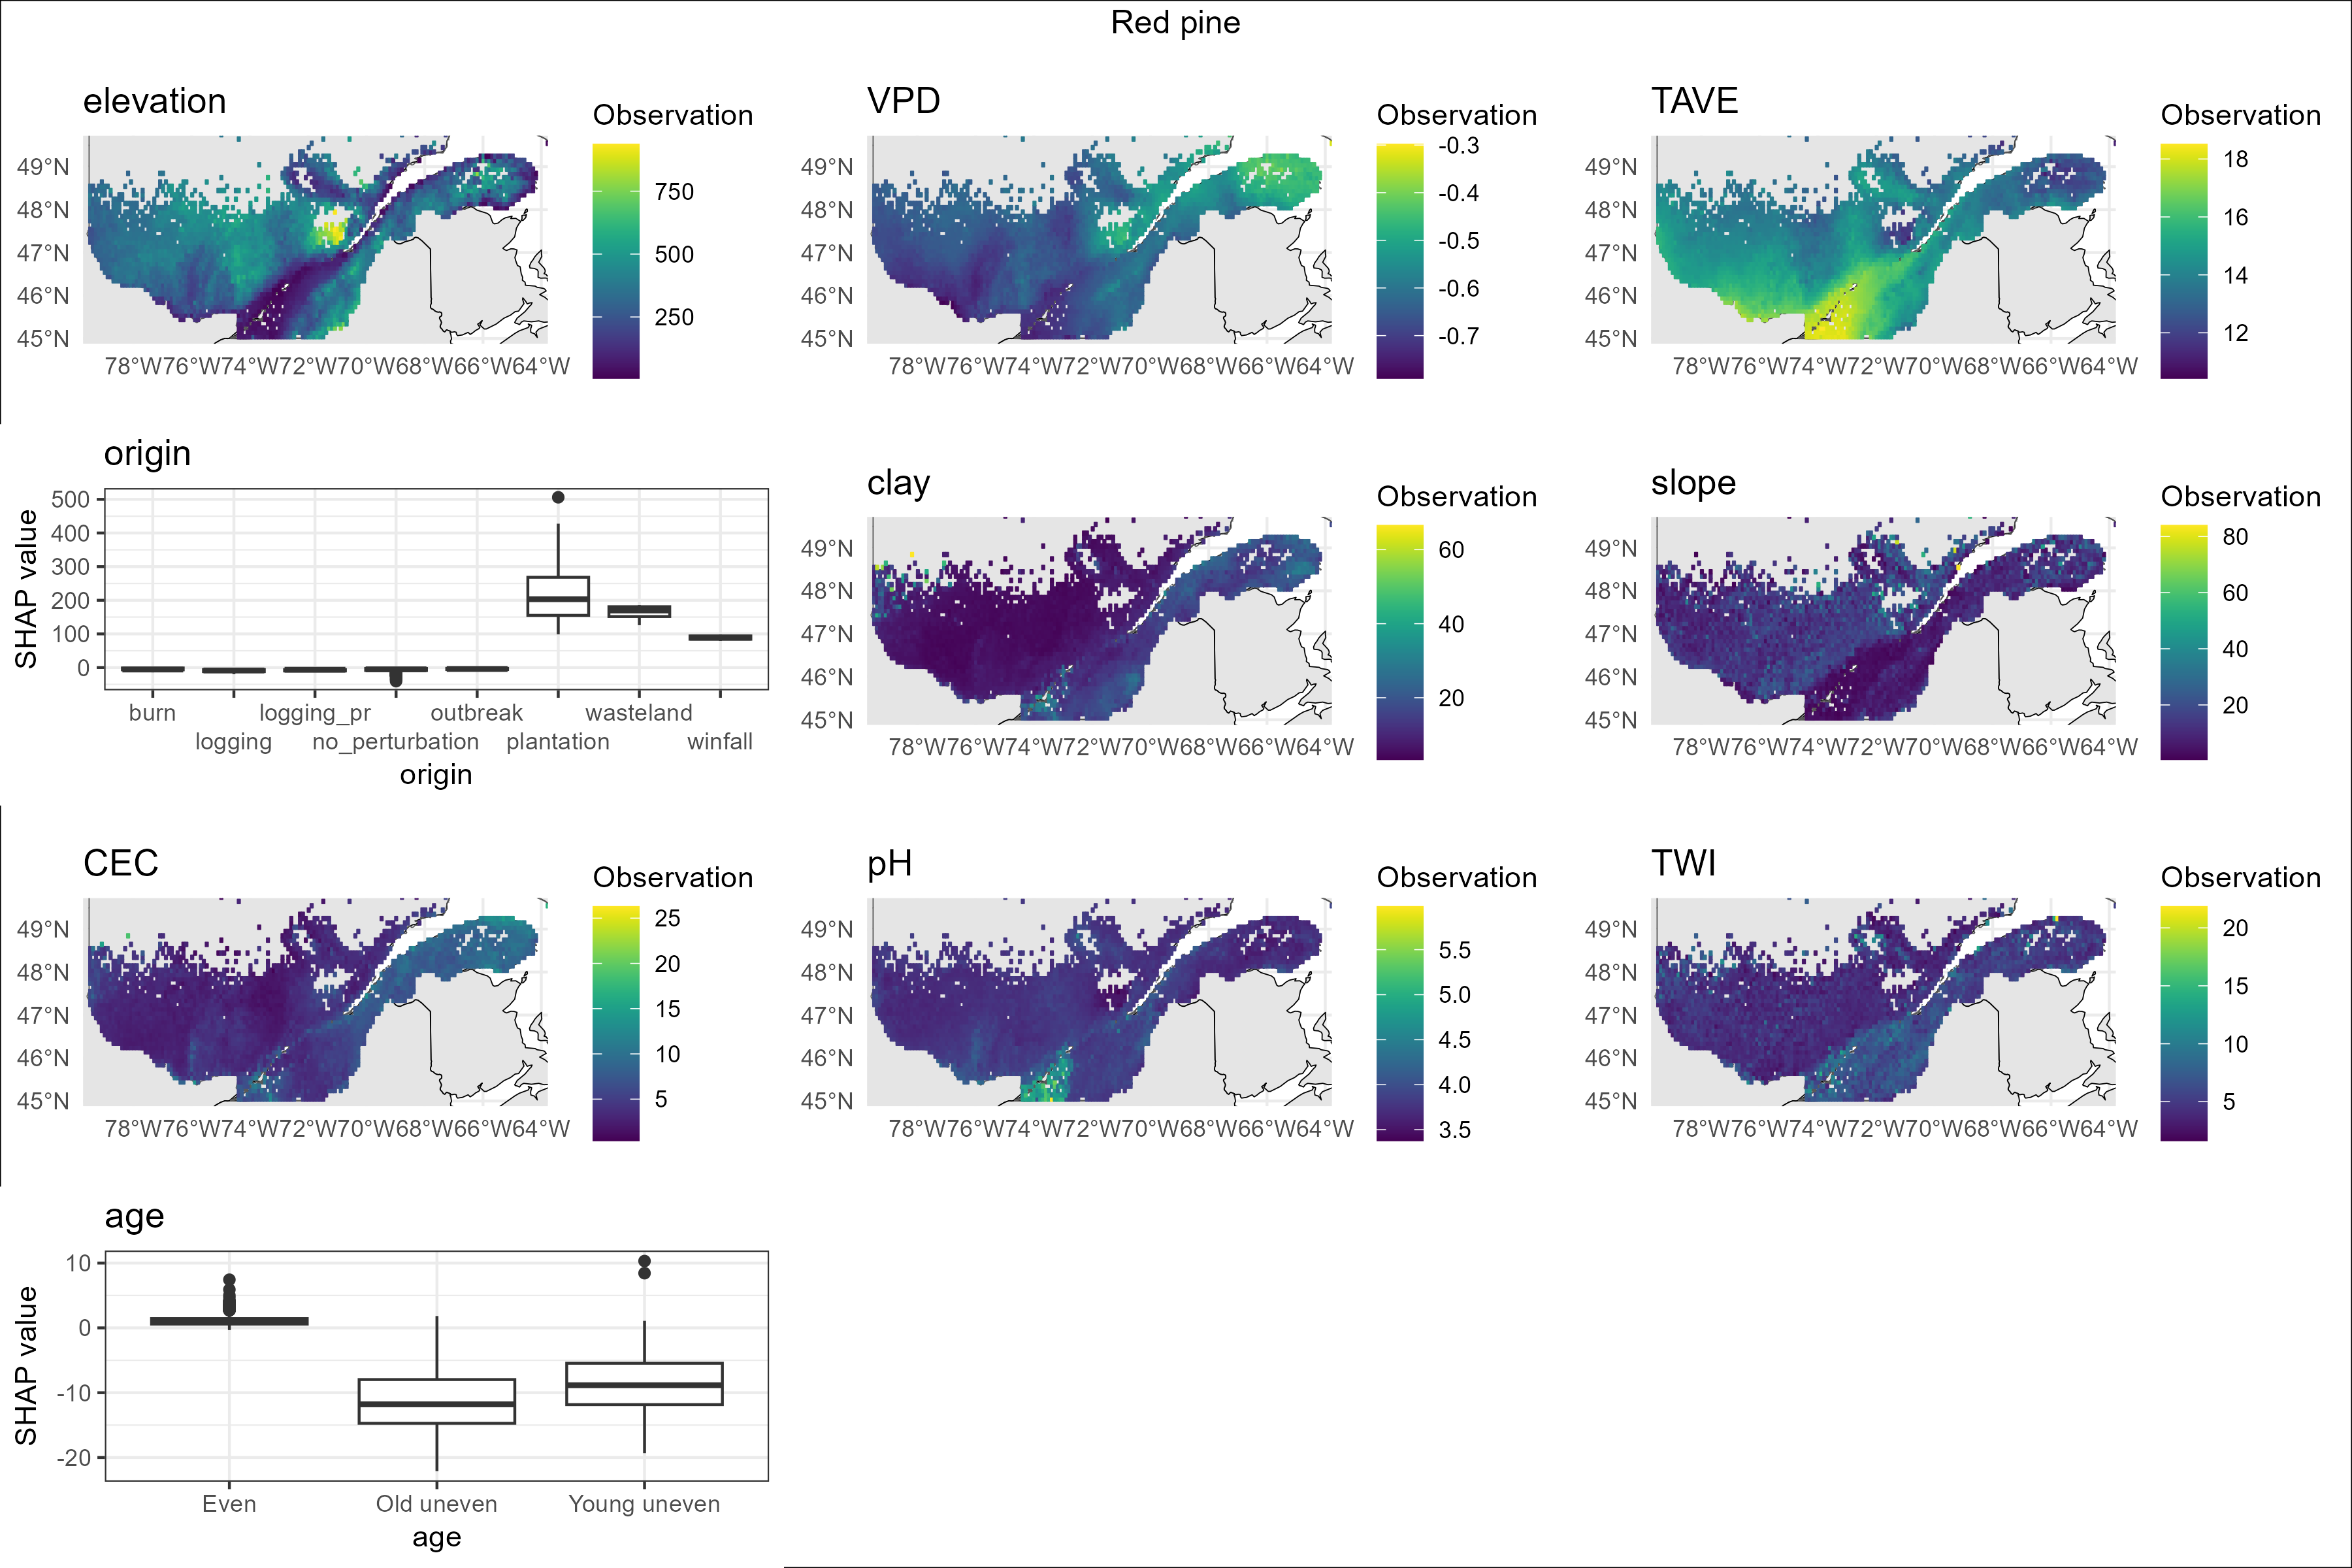 Red pine
elevation
Observation
49°N
48°N
47°N
46°N
45°N
78°W76°W74°W72°W70°W68°W66°W64°W
750
500
250
VPD
Observation
49°N
48°N
47°N
46°N
45°N
78°W76°W74°W72°W70°W68°W66°W64°W
-0.3
-0.4
-0.5
-0.6
-0.7
TAVE
Observation
49°N
48°N
47°N
46°N
45°N
78°W76°W74°W72°W70°W68°W66°W64°W
18
16
14
12
origin
SHAP value
500
400
300
200
100
0
burn logging_pr outbreak wasteland
logging no_perturbation plantation winfall
origin
clay
Observation
49°N
48°N
47°N
46°N
45°N
78°W76°W74°W72°W70°W68°W66°W64°W
60
40
20
slope
Observation
49°N
48°N
47°N
46°N
45°N
78°W76°W74°W72°W70°W68°W66°W64°W
80
60
40
20
CEC
Observation
49°N
48°N
47°N
46°N
45°N
78°W76°W74°W72°W70°W68°W66°W64°W
25
20
15
10
5
pH
Observation
49°N
48°N
47°N
46°N
45°N
78°W76°W74°W72°W70°W68°W66°W64°W
5.5
5.0
4.5
4.0
3.5
TWI
Observation
49°N
48°N
47°N
46°N
45°N
78°W76°W74°W72°W70°W68°W66°W64°W
20
15
10
5
age
SHAP value
10
0
-10
-20
Even Old uneven Young uneven
age